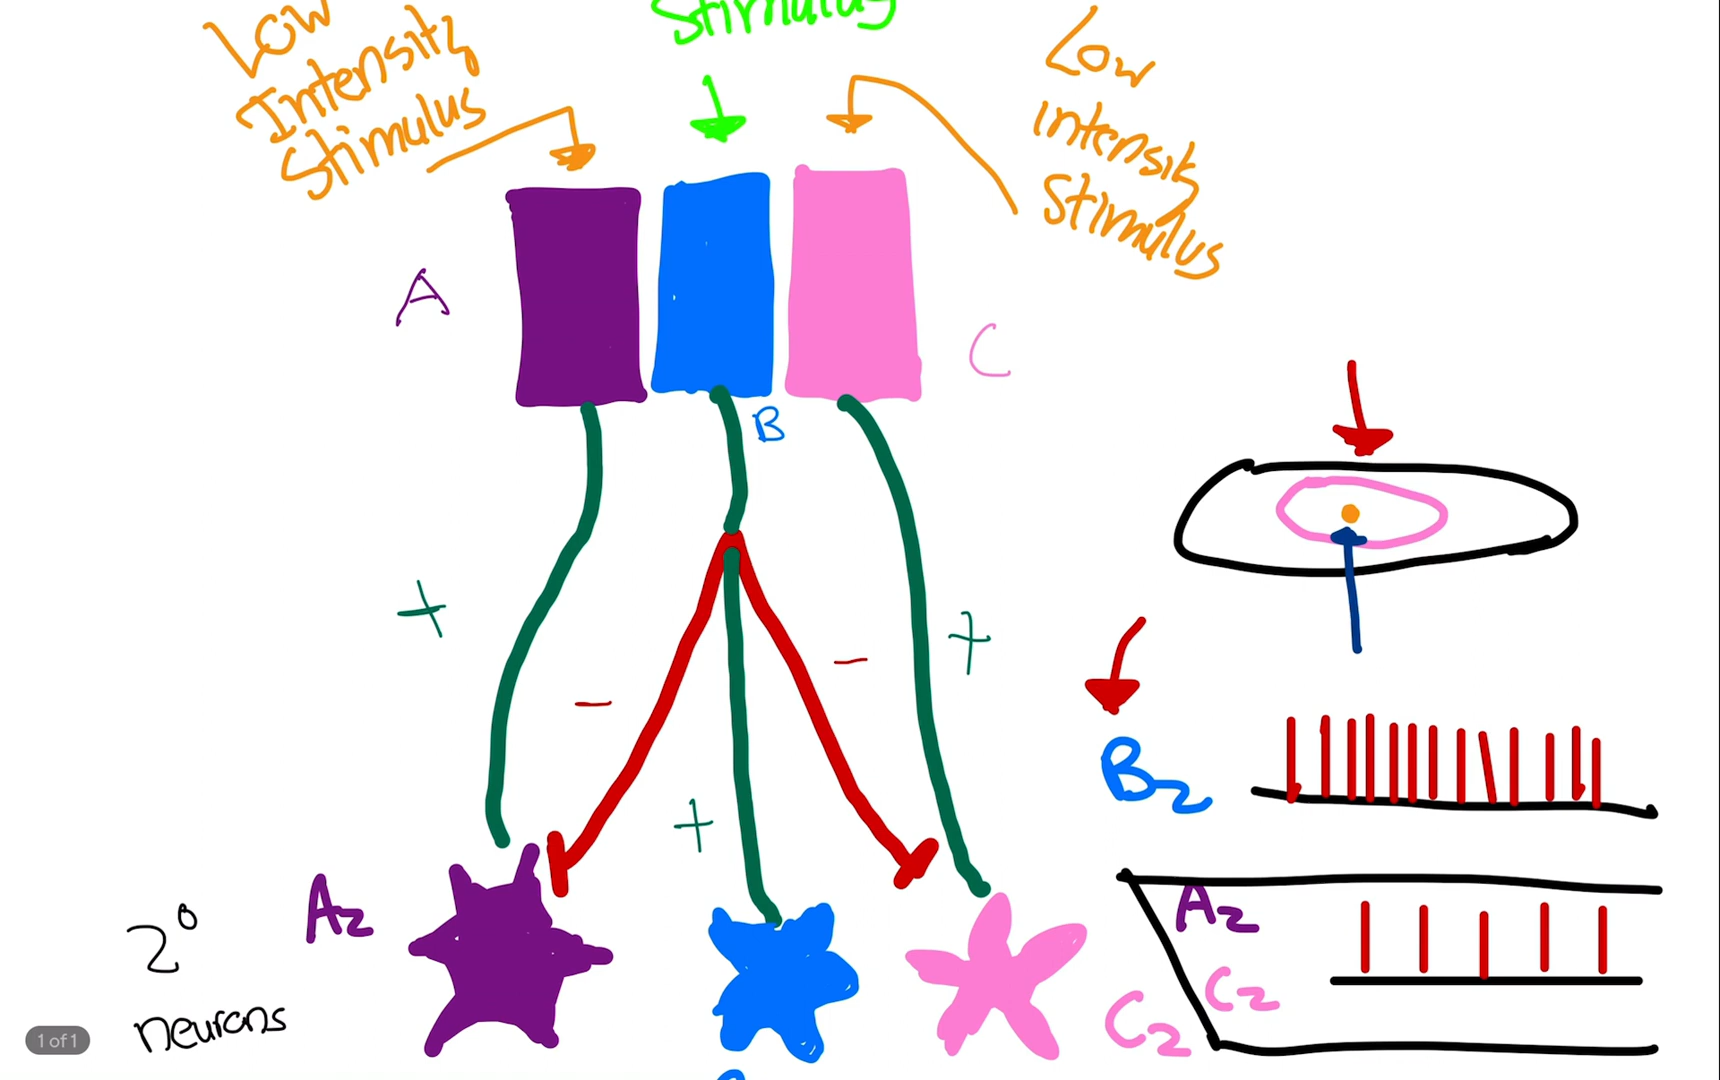 Low
Intensity
Stimulus
Stimulus
Low
intensity
Stimulus
A
C
B
+
+
-
-
+
B2
A2
A2
C2
C2
2°
neurons
1 of 1